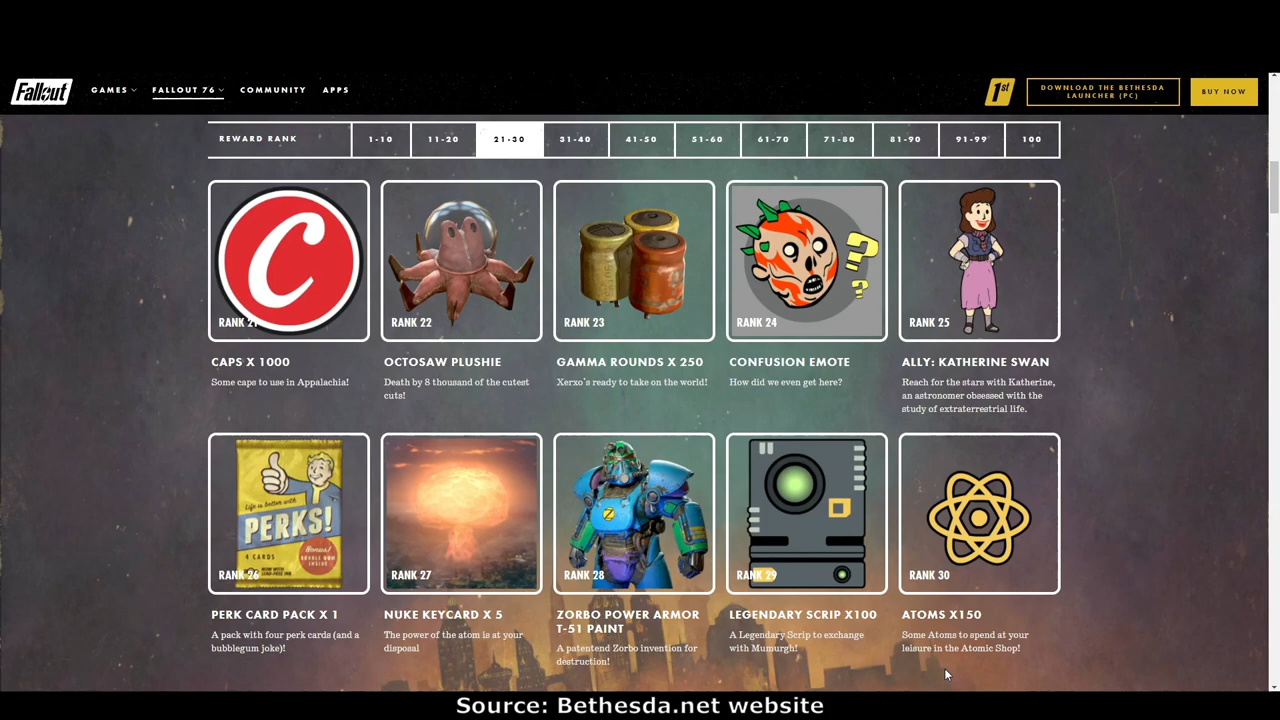 Fallout
GAMES
FALLOUT 76
COMMUNITY
APPS
1st
DOWNLOAD THE BETHESDA
LAUNCHER (PC)
BUY NOW
REWARD RANK
1-10
11-20
21-30
31-40
41-50
51-60
61-70
71-80
81-90
91-99
100
C
RANK 21
RANK 22
RANK 23
? ?
RANK 24
RANK 25
CAPS X 1000
Some caps to use in Appalachia!
OCTOSAW PLUSHIE
Death by 8 thousand of the cutest
cuts!
GAMMA ROUNDS X 250
Xerxo's ready to take on the world!
CONFUSION EMOTE
How did we even get here?
ALLY: KATHERINE SWAN
Reach for the stars with Katherine,
an astronomer obsessed with the
study of extraterrestrial life.
Life is better with
PERKS!
4 CARDS
Bonus!
RANK 26
RANK 27
Z
RANK 28
RANK 29
RANK 30
PERK CARD PACK X 1
A pack with four perk cards (and a
bubblegum joke)!
NUKE KEYCARD X 5
The power of the atom is at your
disposal
ZORBO POWER ARMOR
T-51 PAINT
A patentend Zorbo invention for
destruction!
LEGENDARY SCRIP X100
A Legendary Scrip to exchange
with Mumurgh!
ATOMS X150
Some Atoms to spend at your
leisure in the Atomic Shop!
Source: Bethesda.net website